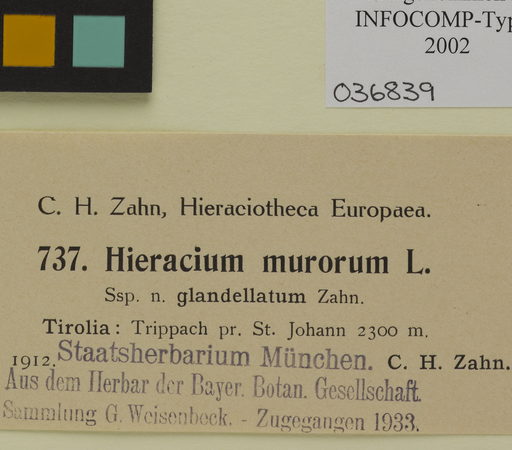 INFOCOMP-Typ
2002
036839
C. H. Zahn, Hieraciotheca Europaea.
737. Hieracium murorum L.
Ssp. n. glandellatum Zahn.
Tirolia: Trippach pr. St. Johann 2300 m.
1912. Staatsherbarium München. C. H. Zahn.
Aus dem Herbar der Bayer. Botan. Gesellschaft.
Sammlung G. Weisenbeck. - Zugegangen 1933.